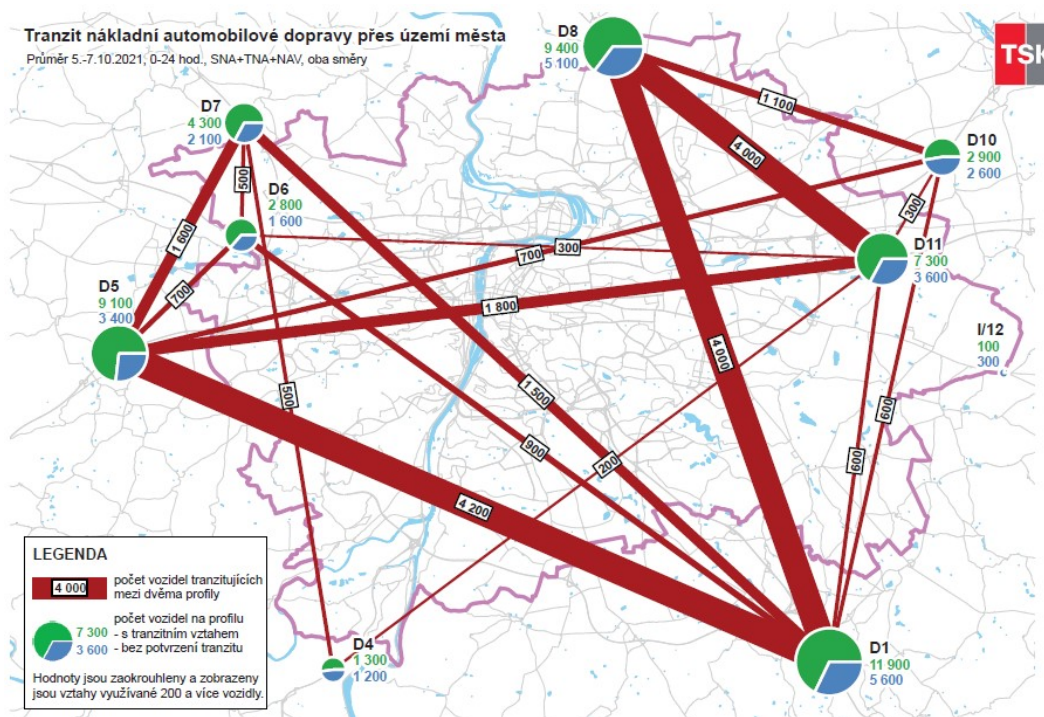 Tranzit nákladní automobilové dopravy přes území města
Průměr 5.-7.10.2021, 0-24 hod., SNA+TNA+NAV, oba směry
TSK
D8
9 400
5 100
D7
4 300
2 100
1 100
D10
2 900
2 600
4 000
500
D6
2 800
1 600
300
1 600
D11
7 300
3 600
700
300
700
D5
9 100
3 400
1 800
I/12
100
300
4 000
500
1 500
600
900
200
600
4 200
LEGENDA
4 000
počet vozidel tranzitujících
mezi dvěma profily
7 300
3 600
počet vozidel na profilu
- s tranzitním vztahem
- bez potvrzení tranzitu
Hodnoty jsou zaokrouhleny a zobrazeny
jsou vztahy využívané 200 a více vozidly.
D4
1 300
1 200
D1
11 900
5 600